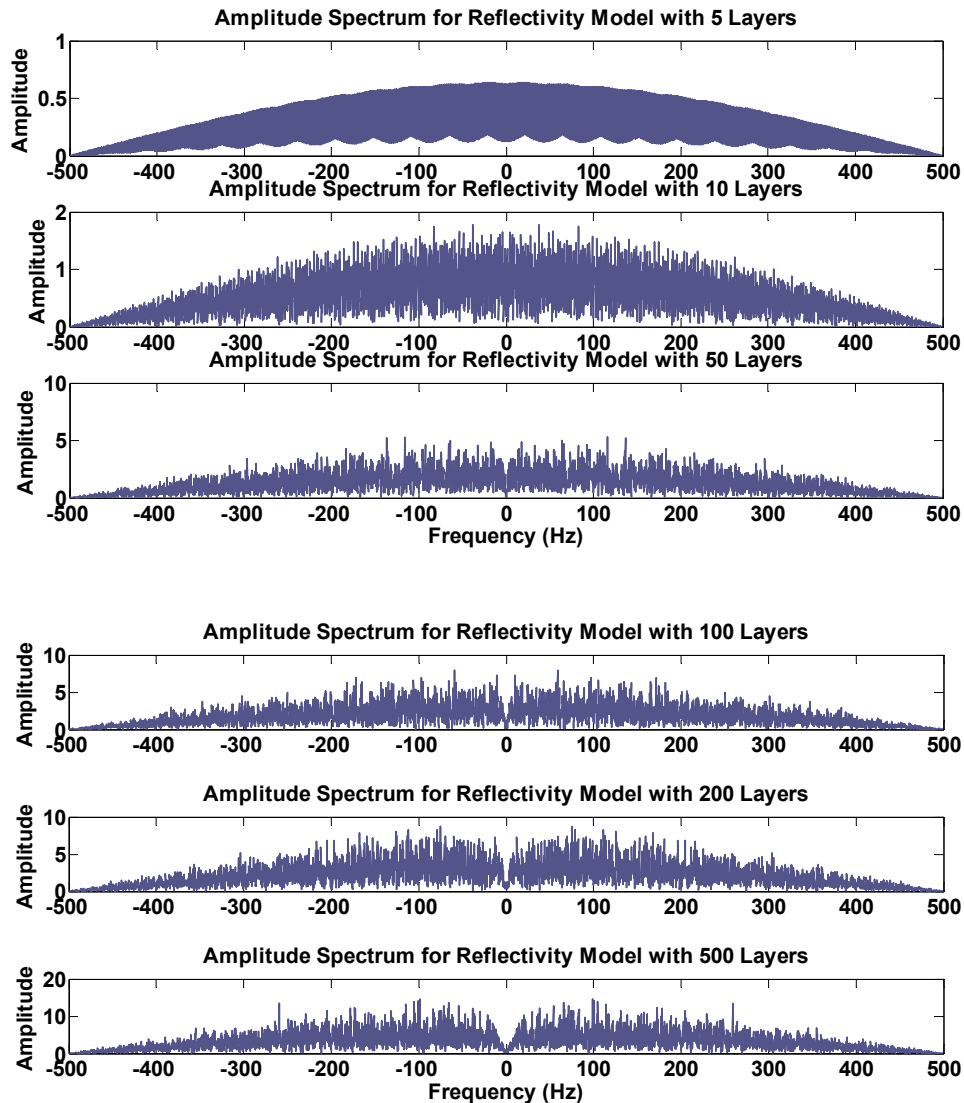 Amplitude Spectrum for Reflectivity Model with 5 Layers
Amplitude
1
0.5
0
-500 -400 -300 -200 -100 0 100 200 300 400 500
Amplitude Spectrum for Reflectivity Model with 10 Layers
Amplitude
2
1
0
-500 -400 -300 -200 -100 0 100 200 300 400 500
Amplitude Spectrum for Reflectivity Model with 50 Layers
Amplitude
10
5
0
-500 -400 -300 -200 -100 0 100 200 300 400 500
Frequency (Hz)
Amplitude Spectrum for Reflectivity Model with 100 Layers
Amplitude
10
5
0
-500 -400 -300 -200 -100 0 100 200 300 400 500
Amplitude Spectrum for Reflectivity Model with 200 Layers
Amplitude
10
5
0
-500 -400 -300 -200 -100 0 100 200 300 400 500
Amplitude Spectrum for Reflectivity Model with 500 Layers
Amplitude
20
10
0
-500 -400 -300 -200 -100 0 100 200 300 400 500
Frequency (Hz)